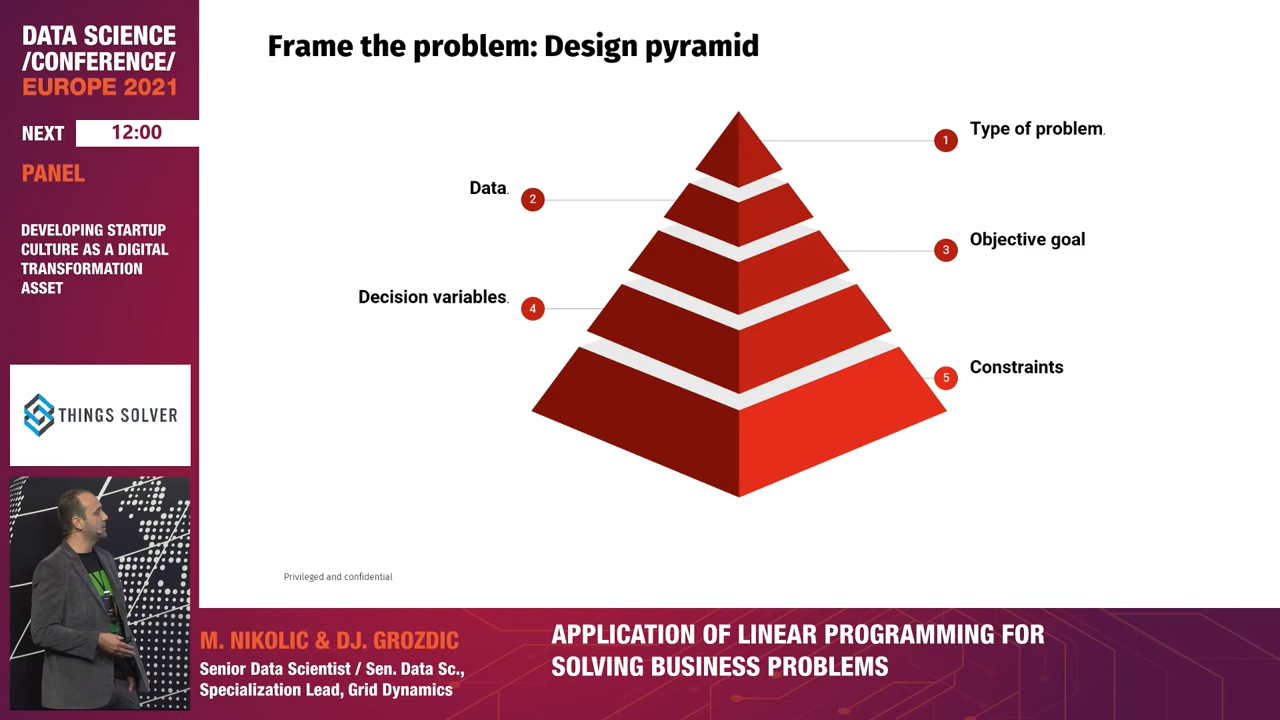 DATA SCIENCE
/CONFERENCE/
EUROPE 2021
NEXT
12:00
PANEL
DEVELOPING STARTUP
CULTURE AS A DIGITAL
TRANSFORMATION
ASSET
THINGS SOLVER
Frame the problem: Design pyramid
1
Type of problem.
Data.
2
3
Objective goal
Decision variables.
4
5
Constraints
Privileged and confidential
M. NIKOLIC & DJ. GROZDIC
Senior Data Scientist / Sen. Data Sc.,
Specialization Lead, Grid Dynamics
APPLICATION OF LINEAR PROGRAMMING FOR
SOLVING BUSINESS PROBLEMS